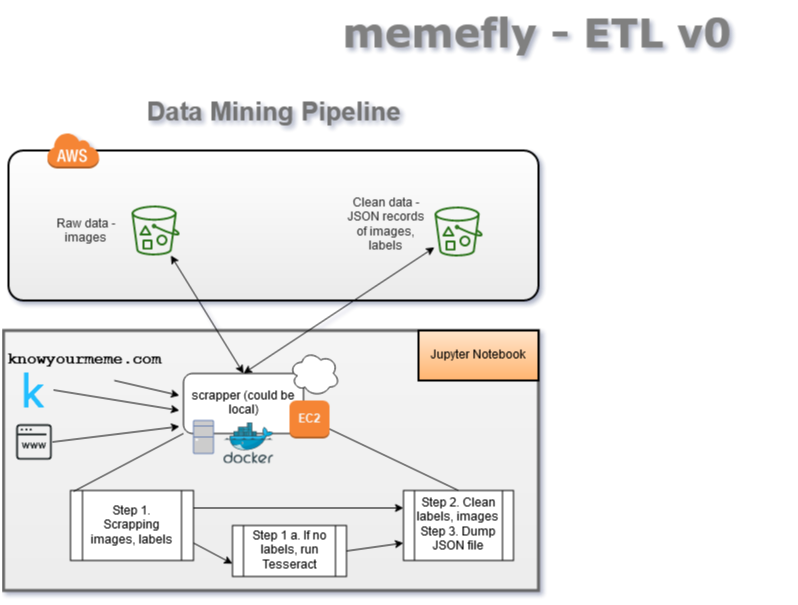 memefly - ETL v0
Data Mining Pipeline
AWS
Raw data -
images
Clean data -
JSON records
of images,
labels
Jupyter Notebook
knowyourmeme.com
k
www
scrapper (could be
local)
EC2
docker
Step 1.
Scrapping
images, labels
Step 1 a. If no
labels, run
Tesseract
Step 2. Clean
labels, images
Step 3. Dump
JSON file